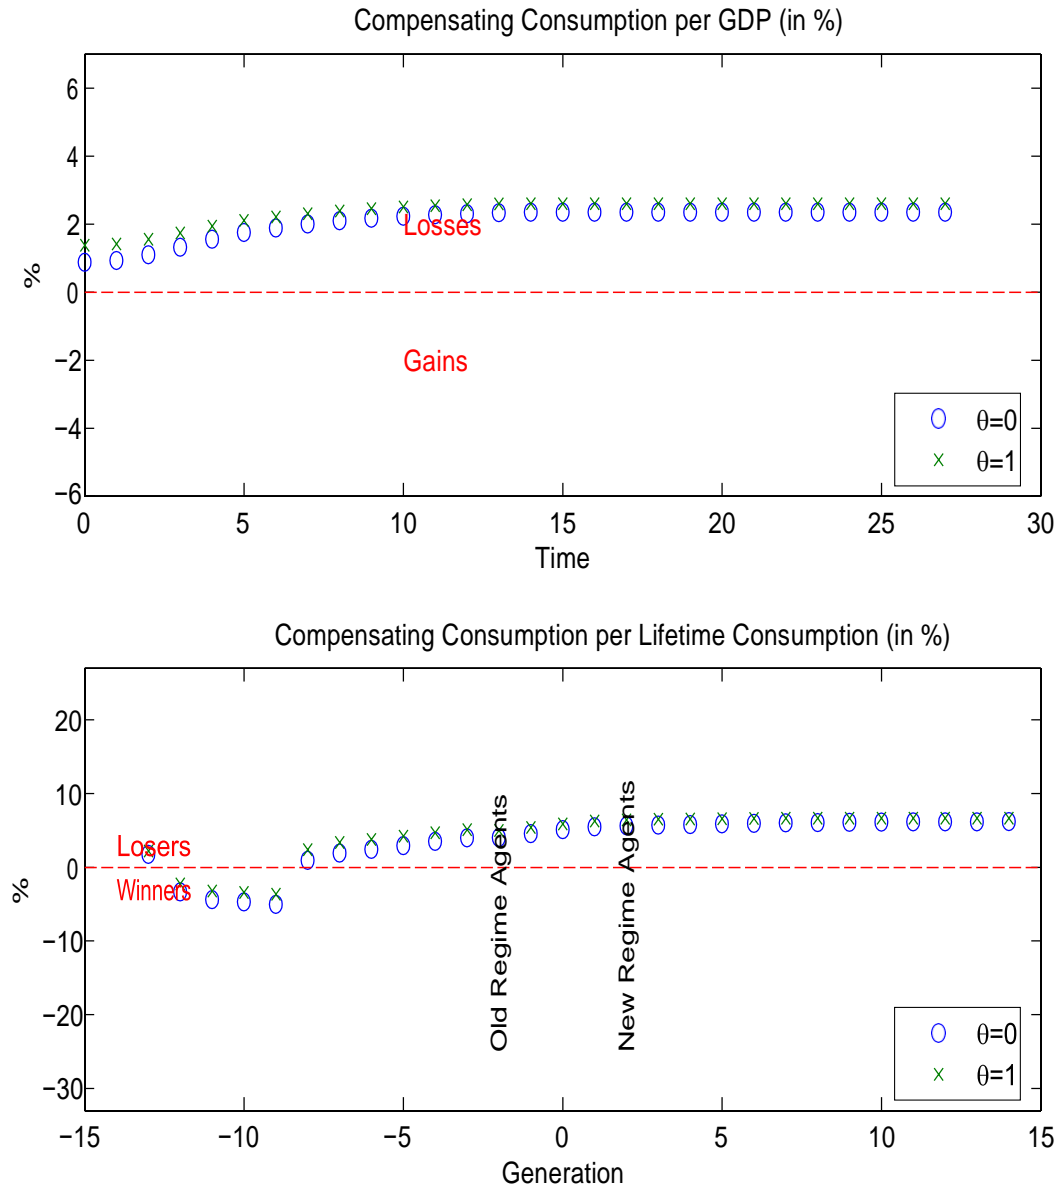 Compensating Consumption per GDP (in %)
6
4
2
0
−2
−4
−6
%
Losses
Gains
θ=0
θ=1
0 5 10 15 20 25 30
Time
Compensating Consumption per Lifetime Consumption (in %)
20
10
0
−10
−20
−30
%
Losers
Winners
Old Regime Agents
New Regime Agents
θ=0
θ=1
−15 −10 −5 0 5 10 15
Generation